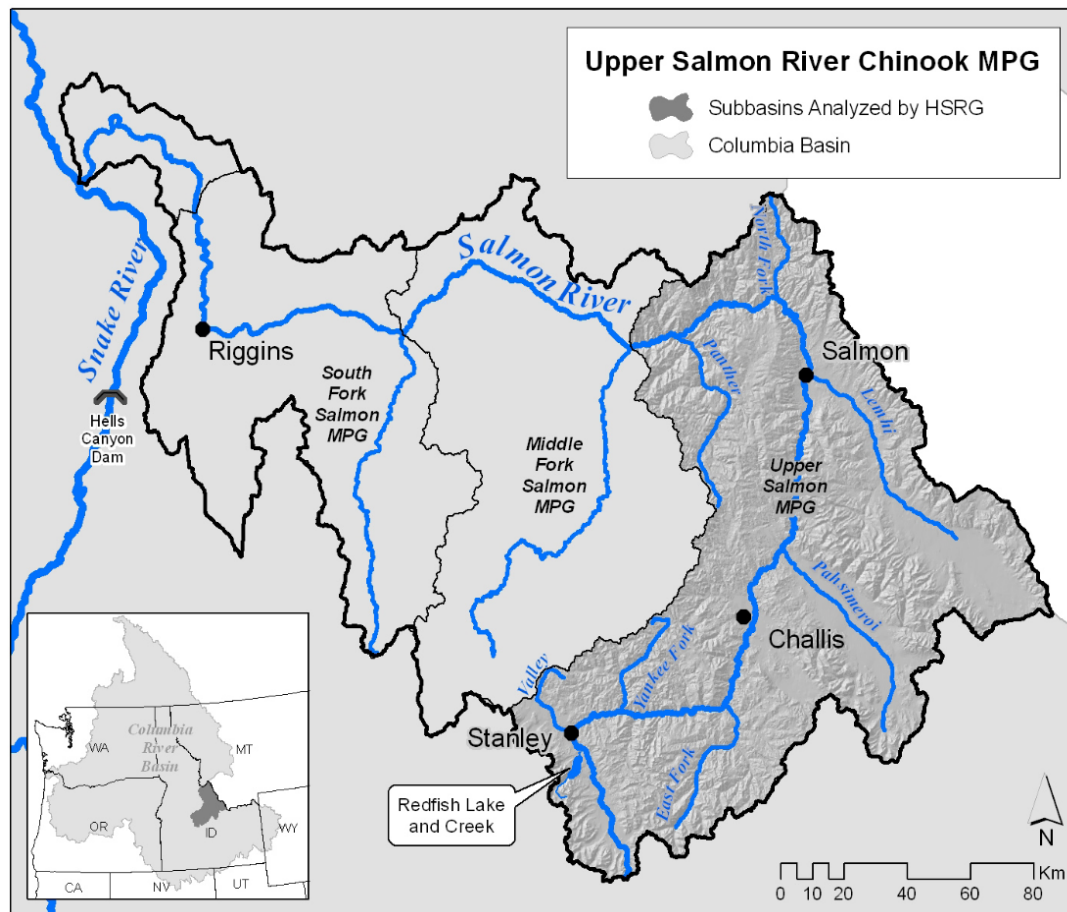 Upper Salmon River Chinook MPG
Subbasins Analyzed by HSRG
Columbia Basin
Snake River
Salmon River
North Fork
Riggins
Salmon
Panther
Lemhi
South
Fork
Salmon
MPG
Hells
Canyon
Dam
Middle
Fork
Salmon
MPG
Upper
Salmon
MPG
Pahsimeroi
Challis
Valley
Yankee Fork
Stanley
East Fork
Redfish Lake
and Creek
Columbia
River
Basin
WA
MT
OR
ID
WY
CA
NV
UT
N
Km
0 10 20 40 60 80